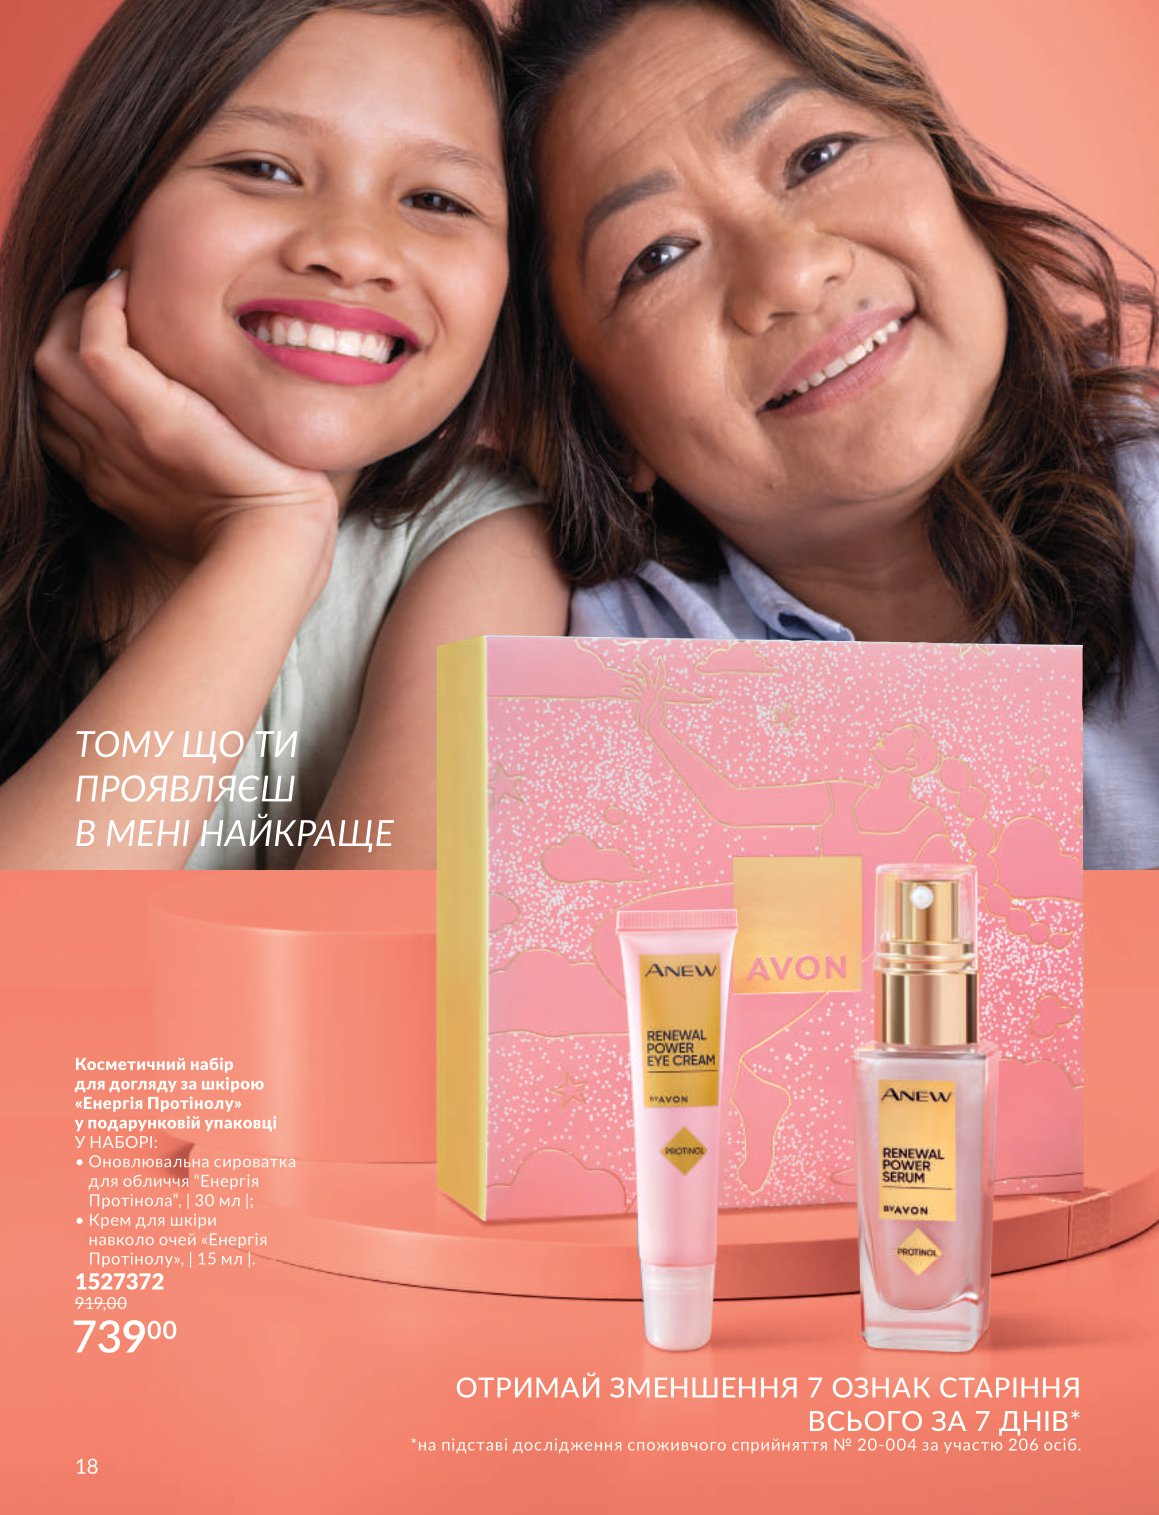 ТОМУ ЩО ТИ
ПРОЯВЛЯЄШ
В МЕНІ НАЙКРАЩЕ
AVON
ANEW
RENEWAL
POWER
EYE CREAM
BY AVON
PROTINOL
ANEW
RENEWAL
POWER
SERUM
BY AVON
PROTINOL
Косметичний набір
для догляду за шкірою
«Енергія Протінолу»
у подарунковій упаковці
У НАБОРІ:
• Оновлювальна сироватка
для обличчя "Енергія
Протінола", | 30 мл |;
• Крем для шкіри
навколо очей «Енергія
Протінолу», | 15 мл |.
1527372
919,00
73900
ОТРИМАЙ ЗМЕНШЕННЯ 7 ОЗНАК СТАРІННЯ
ВСЬОГО ЗА 7 ДНІВ*
*на підставі дослідження споживчого сприйняття № 20-004 за участю 206 осіб.
18